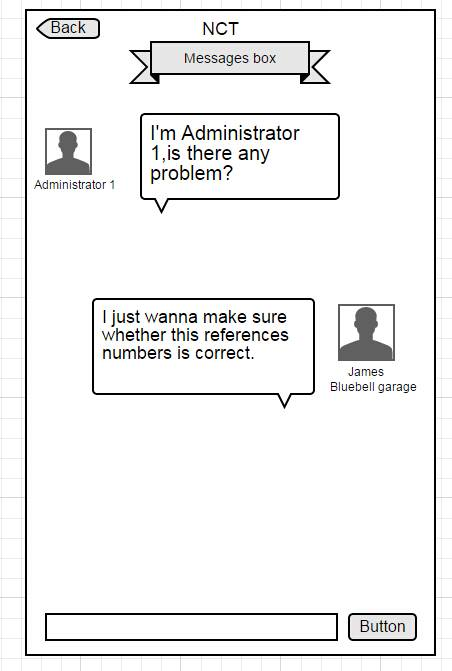 Back
NCT
Messages box
I'm Administrator
1,is there any
problem?
Administrator 1
I just wanna make sure
whether this references
numbers is correct.
James
Bluebell garage
Button